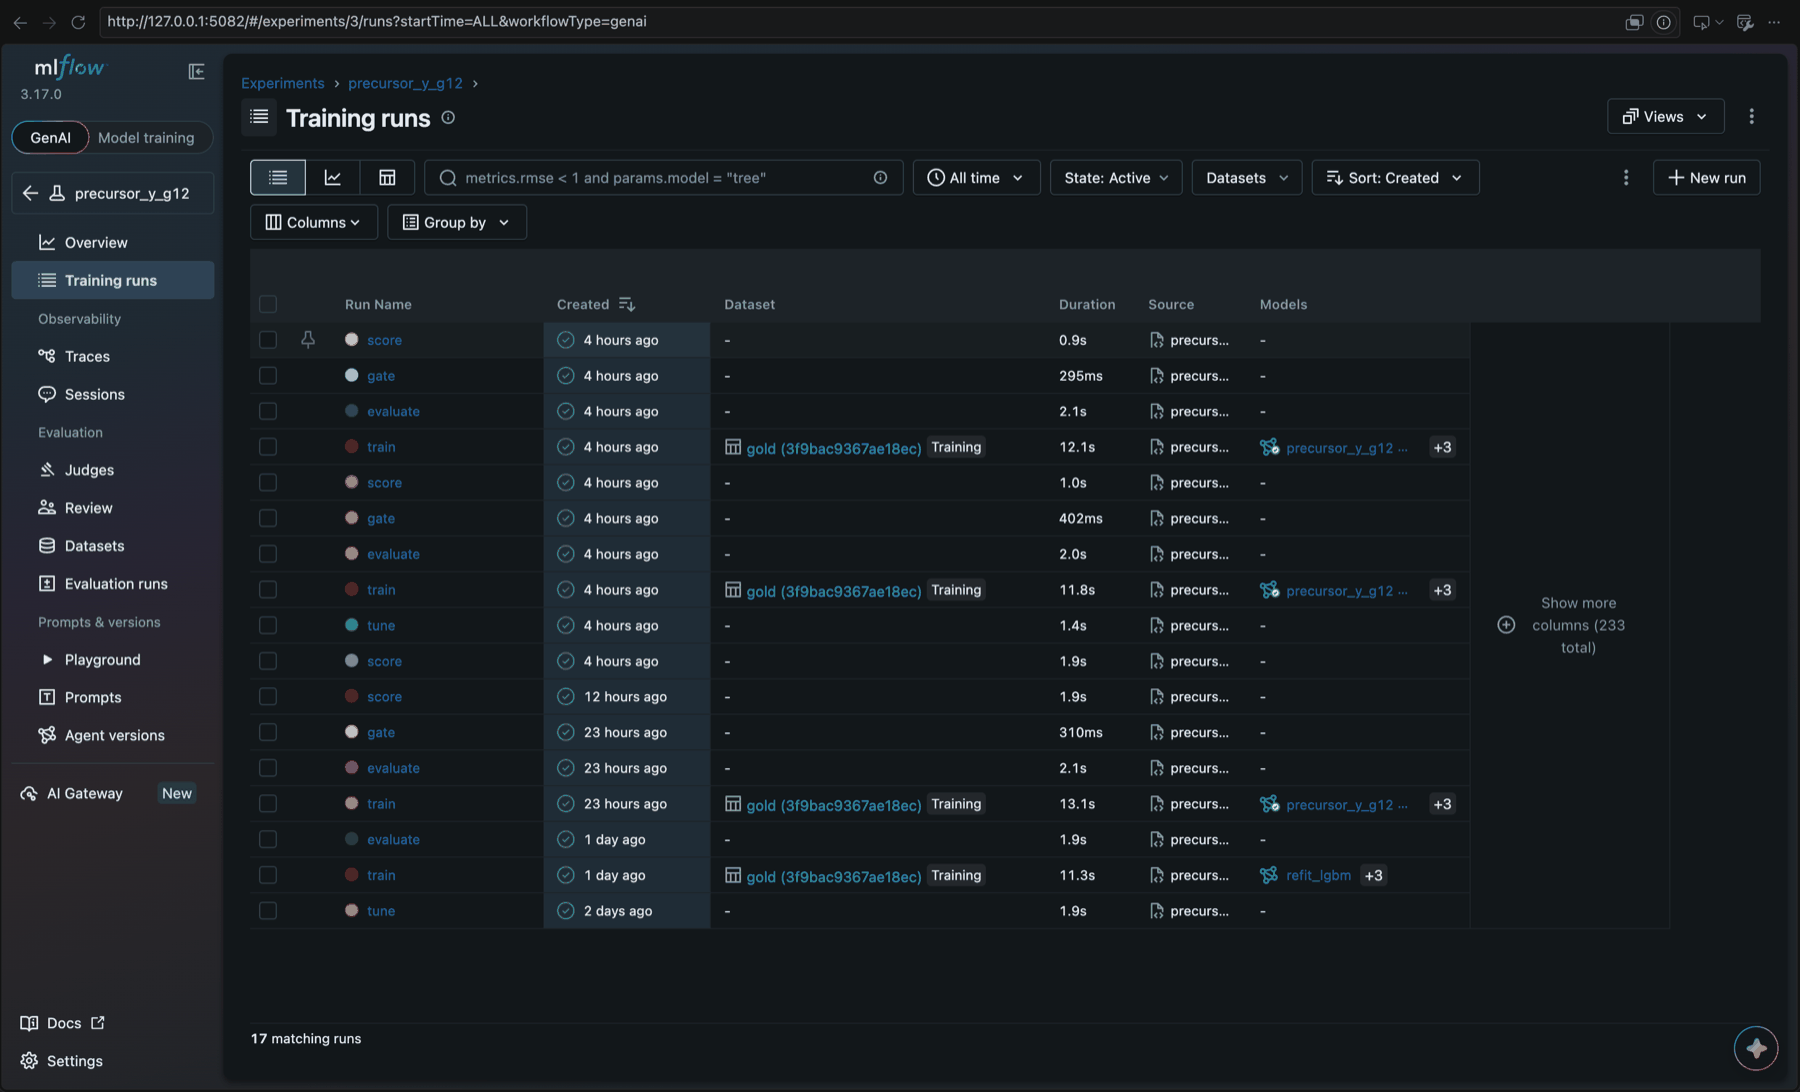 http://127.0.0.1:5082/#/experiments/3/runs?startTime=ALL&workflowType=genai
mlflow
3.17.0
GenAI Model training
precursor_y_g12
Overview
Training runs
Observability
Traces
Sessions
Evaluation
Judges
Review
Datasets
Evaluation runs
Prompts & versions
Playground
Prompts
Agent versions
AI Gateway New
Docs
Settings
Experiments › precursor_y_g12 ›
Training runs
Views
metrics.rmse < 1 and params.model = "tree"
All time
State: Active
Datasets
Sort: Created
New run
Columns
Group by
Run Name Created Dataset Duration Source Models
score 4 hours ago - 0.9s precurs... -
gate 4 hours ago - 295ms precurs... -
evaluate 4 hours ago - 2.1s precurs... -
train 4 hours ago gold (3f9bac9367ae18ec) Training 12.1s precurs... precursor_y_g12 ... +3
score 4 hours ago - 1.0s precurs... -
gate 4 hours ago - 402ms precurs... -
evaluate 4 hours ago - 2.0s precurs... -
train 4 hours ago gold (3f9bac9367ae18ec) Training 11.8s precurs... precursor_y_g12 ... +3
tune 4 hours ago - 1.4s precurs... -
score 4 hours ago - 1.9s precurs... -
score 12 hours ago - 1.9s precurs... -
gate 23 hours ago - 310ms precurs... -
evaluate 23 hours ago - 2.1s precurs... -
train 23 hours ago gold (3f9bac9367ae18ec) Training 13.1s precurs... precursor_y_g12 ... +3
evaluate 1 day ago - 1.9s precurs... -
train 1 day ago gold (3f9bac9367ae18ec) Training 11.3s precurs... refit_lgbm +3
tune 2 days ago - 1.9s precurs... -
Show more
columns (233
total)
17 matching runs